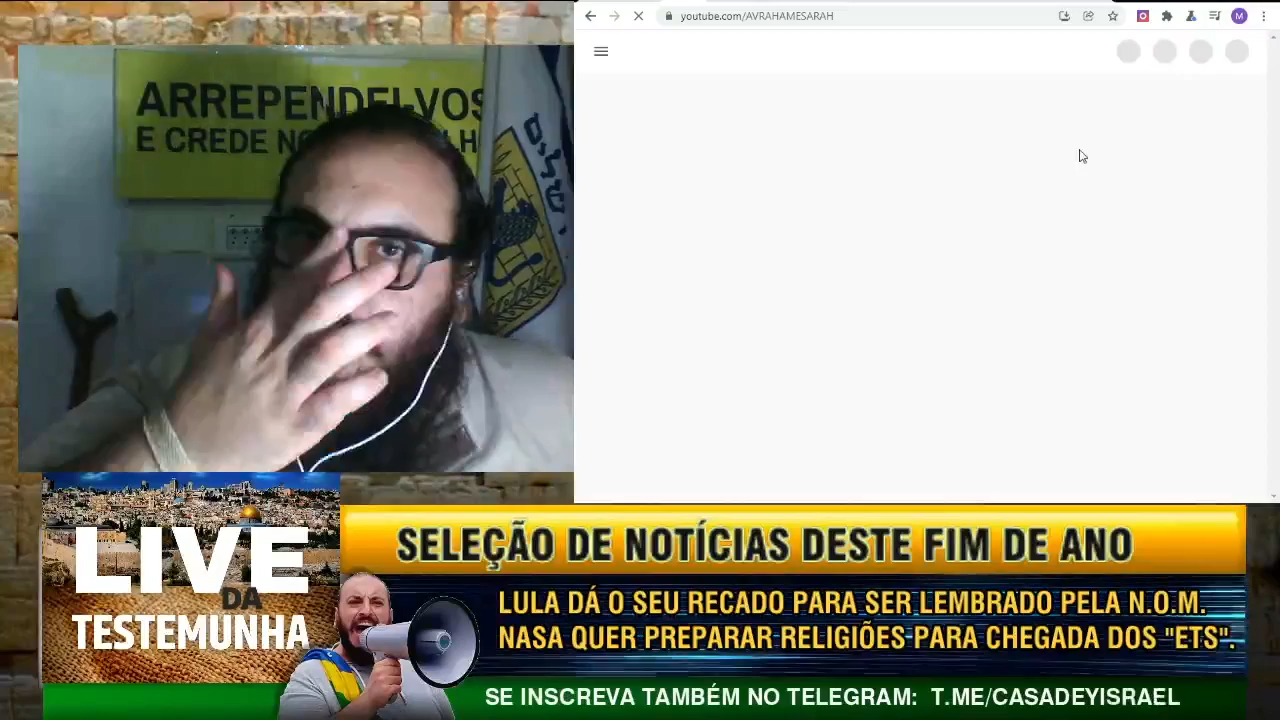 youtube.com/AVRAHAMESARAH
M
ARREPENDEI-VOS
E CREDE NO
ירושלים
LIVE
DA
TESTEMUNHA
SELEÇÃO DE NOTÍCIAS DESTE FIM DE ANO
LULA DÁ O SEU RECADO PARA SER LEMBRADO PELA N.O.M.
NASA QUER PREPARAR RELIGIÕES PARA CHEGADA DOS "ETS".
SE INSCREVA TAMBÉM NO TELEGRAM: T.ME/CASADEYISRAEL